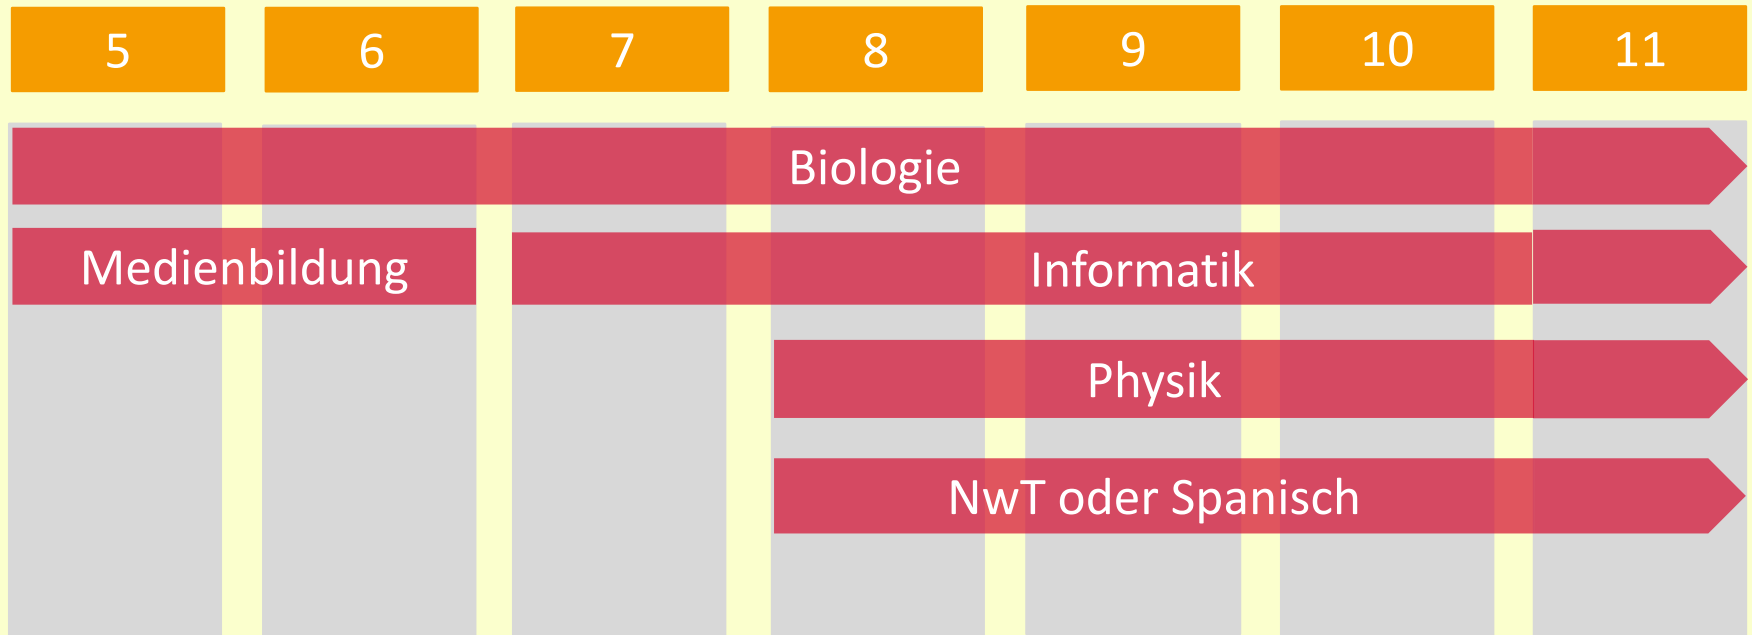 5 6 7 8 9 10 11
Biologie
Medienbildung Informatik
Physik
NwT oder Spanisch